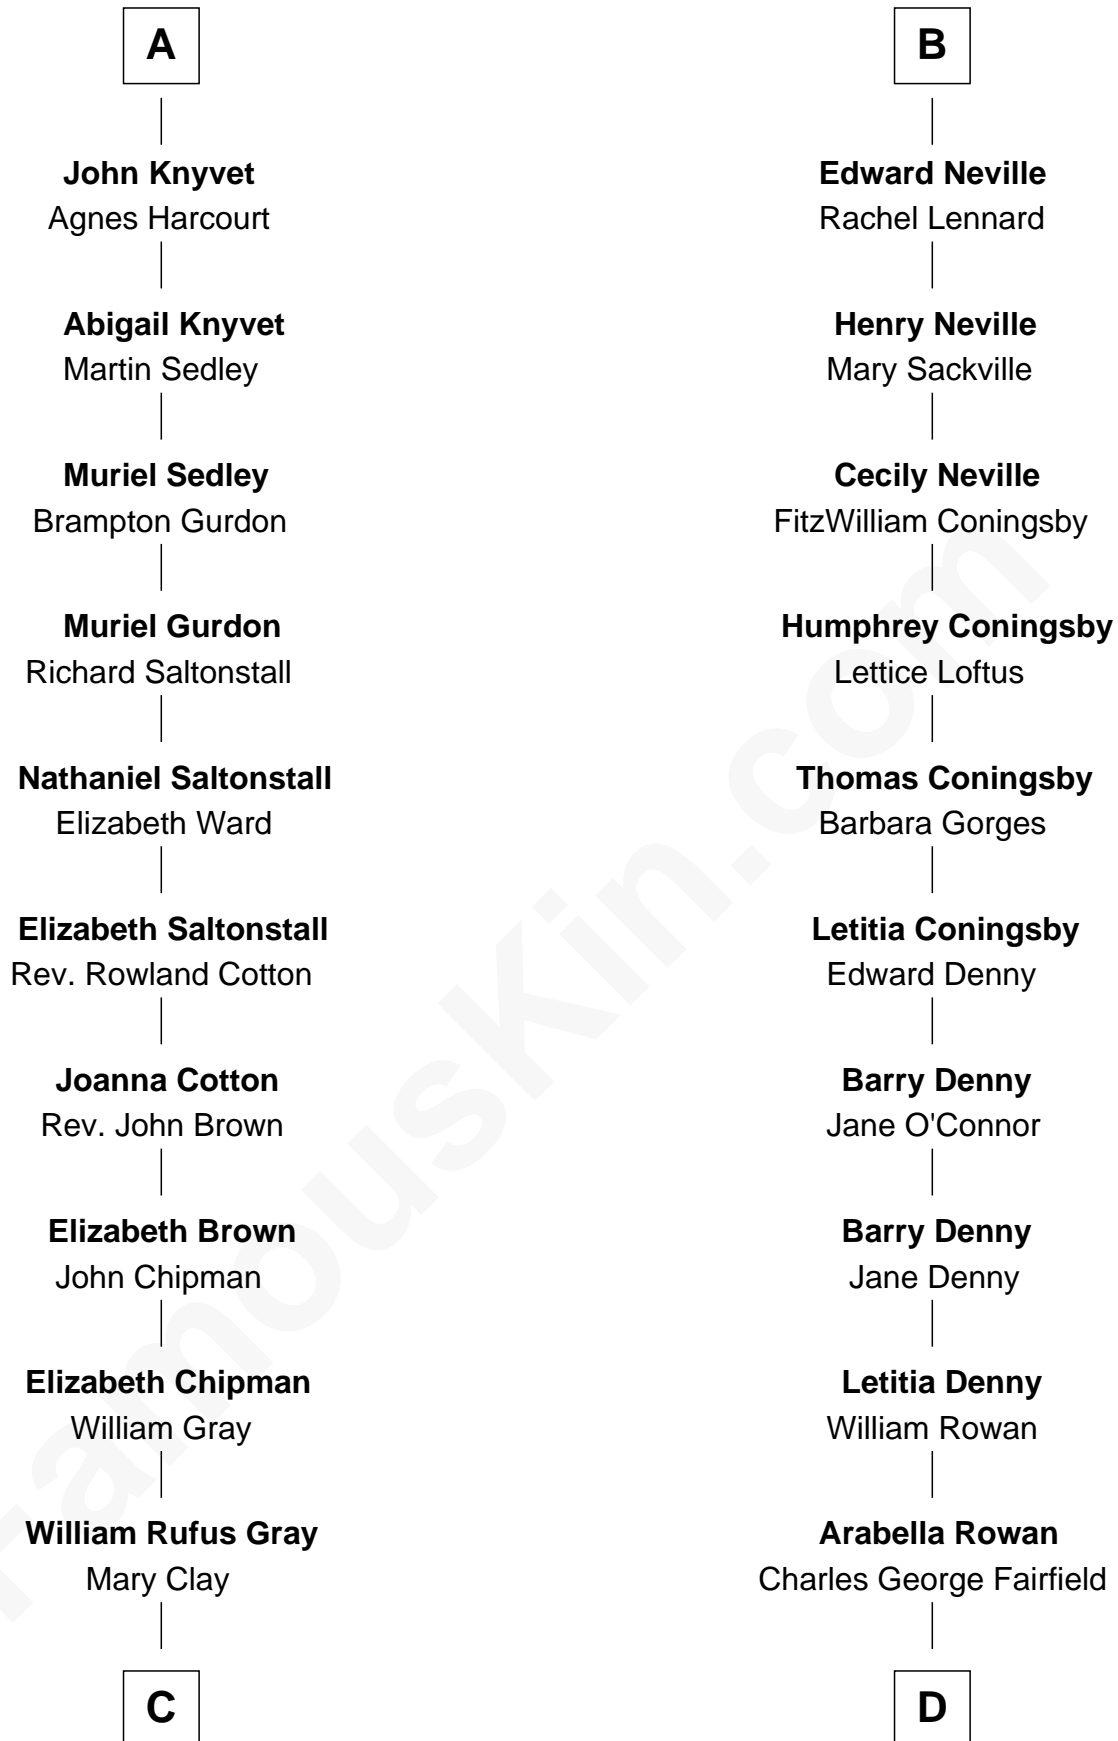 A
John Knyvet
Agnes Harcourt
Abigail Knyvet
Martin Sedley
Muriel Sedley
Brampton Gurdon
Muriel Gurdon
Richard Saltonstall
Nathaniel Saltonstall
Elizabeth Ward
Elizabeth Saltonstall
Rev. Rowland Cotton
Joanna Cotton
Rev. John Brown
Elizabeth Brown
John Chipman
Elizabeth Chipman
William Gray
William Rufus Gray
Mary Clay
C
B
Edward Neville
Rachel Lennard
Henry Neville
Mary Sackville
Cecily Neville
FitzWilliam Coningsby
Humphrey Coningsby
Lettice Loftus
Thomas Coningsby
Barbara Gorges
Letitia Coningsby
Edward Denny
Barry Denny
Jane O'Connor
Barry Denny
Jane Denny
Letitia Denny
William Rowan
Arabella Rowan
Charles George Fairfield
D
FamousKin.com